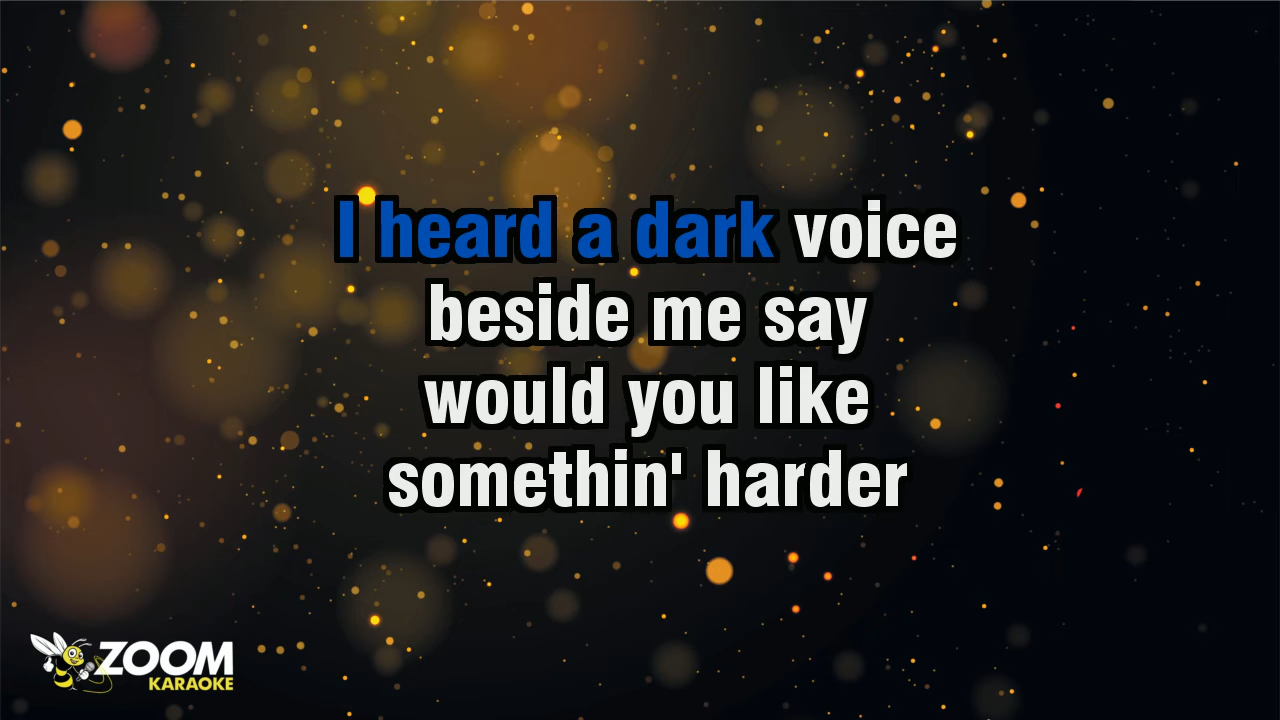 I heard a dark voice
beside me say
would you like
somethin' harder
ZOOM
KARAOKE